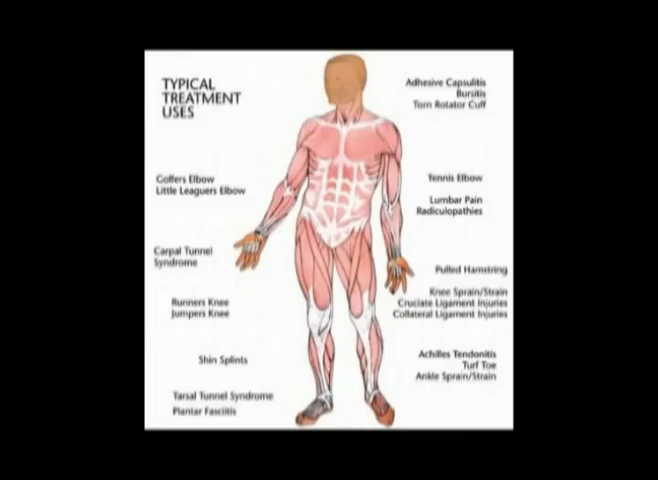 TYPICAL
TREATMENT
USES
Adhesive Capsulitis
Bursitis
Torn Rotator Cuff
Golfers Elbow
Little Leaguers Elbow
Tennis Elbow
Lumbar Pain
Radiculopathies
Carpal Tunnel
Syndrome
Pulled Hamstring
Knee Sprain/Strain
Cruciate Ligament Injuries
Collateral Ligament Injuries
Runners Knee
Jumpers Knee
Shin Splints
Achilles Tendonitis
Turf Toe
Ankle Sprain/Strain
Tarsal Tunnel Syndrome
Plantar Fasciitis